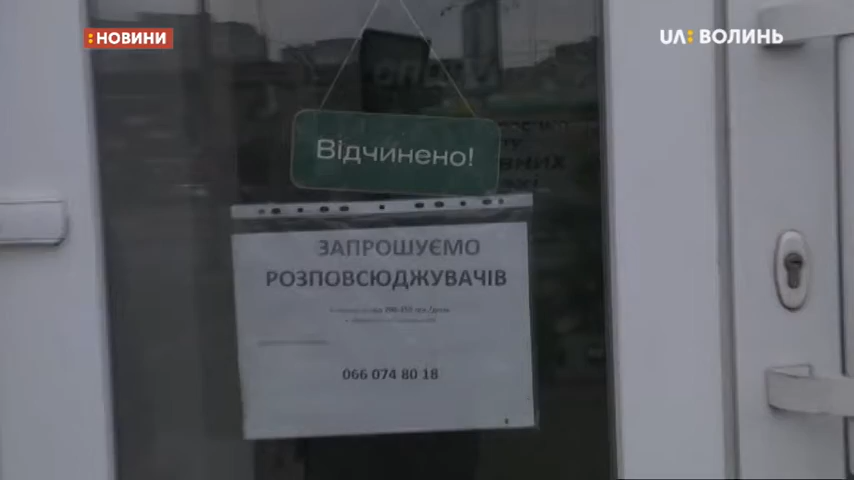 :НОВИНИ
UA: ВОЛИНЬ
Відчинено!
ЗАПРОШУЄМО
РОЗПОВСЮДЖУВАЧІВ
066 074 80 18